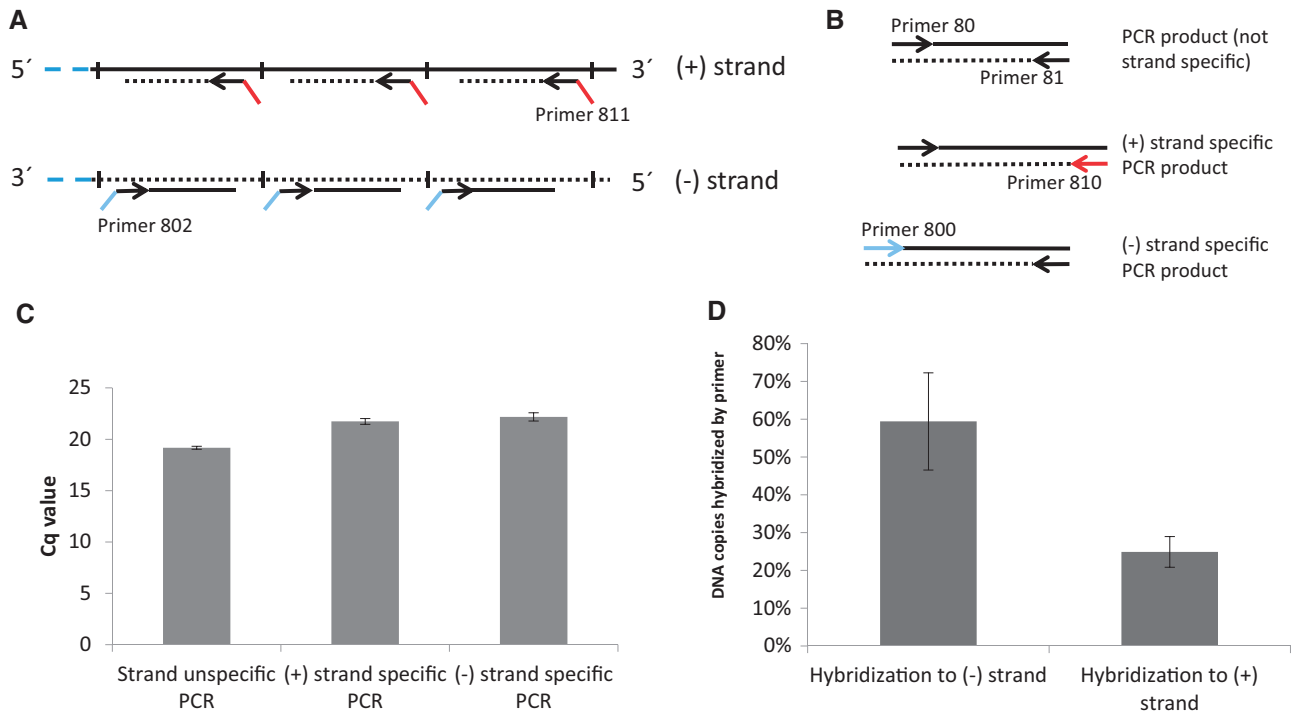 A
5´
3´
(+) strand
Primer 811
3´
5´
(-) strand
Primer 802
B
Primer 80
PCR product (not
strand specific)
Primer 81
(+) strand specific
PCR product
Primer 810
Primer 800
(-) strand specific
PCR product
C
Cq value
25
20
15
10
5
0
Strand unspecific
PCR
(+) strand specific
PCR
(-) strand specific
PCR
D
DNA copies hybridized by primer
80%
70%
60%
50%
40%
30%
20%
10%
0%
Hybridization to (-) strand
Hybridization to (+)
strand